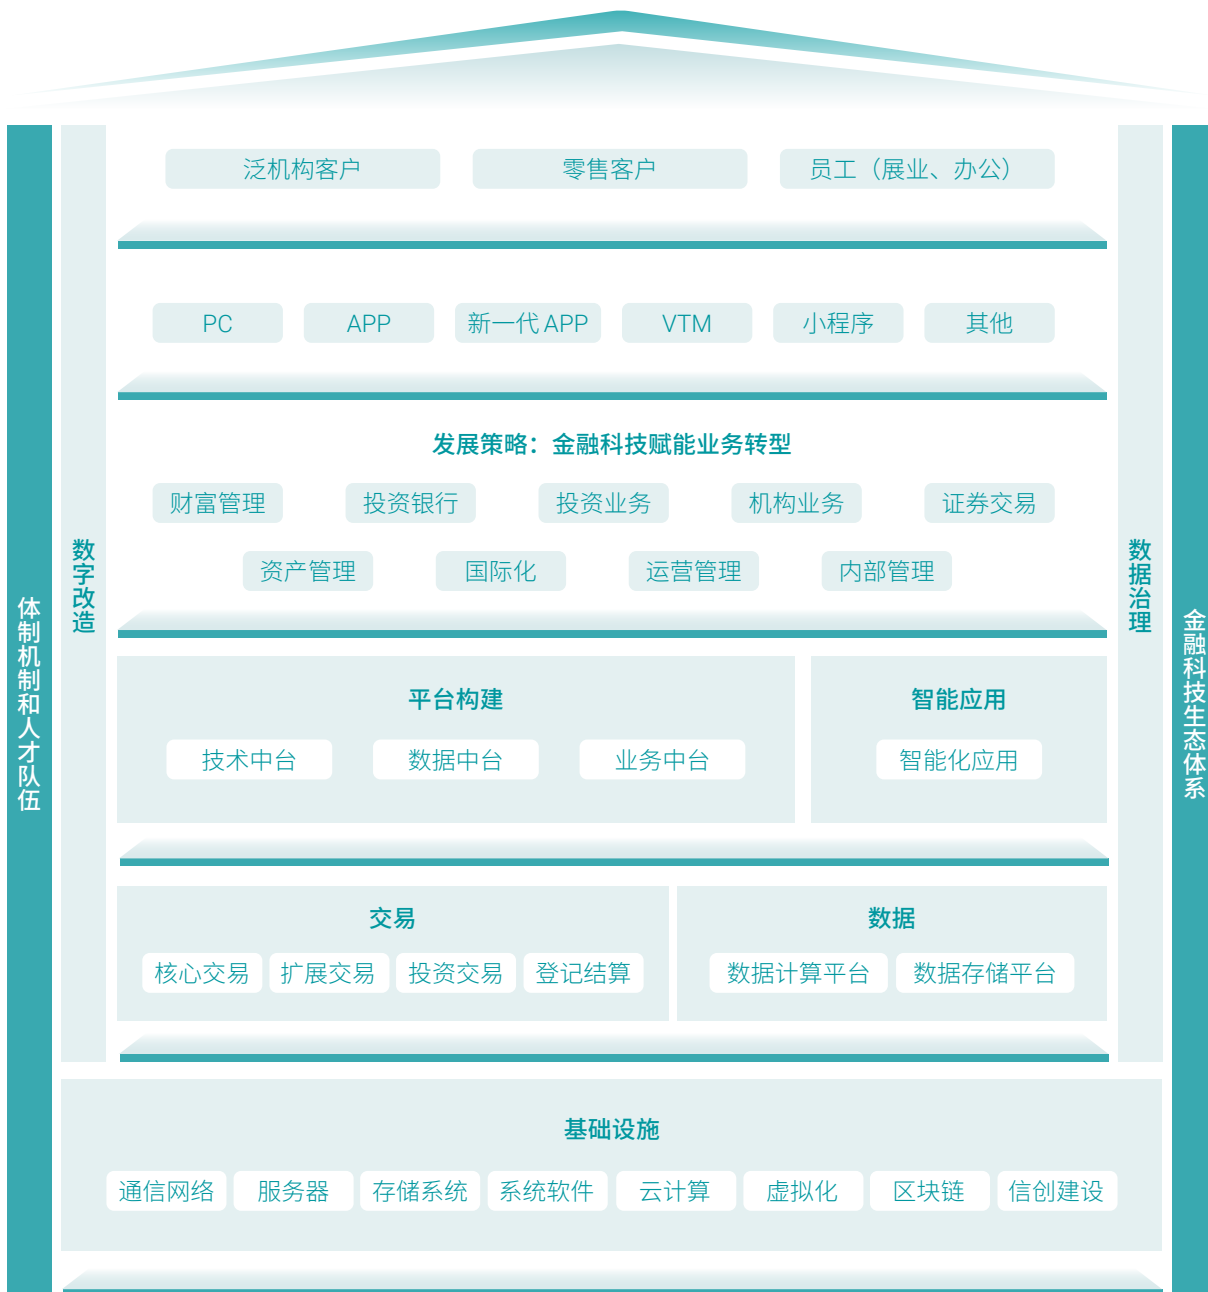 泛机构客户
零售客户
员工（展业、办公）
PC
APP
新一代 APP
VTM
小程序
其他
发展策略：金融科技赋能业务转型
财富管理
投资银行
投资业务
机构业务
证券交易
资产管理
国际化
运营管理
内部管理
数字改造
数据治理
体制机制和人才队伍
金融科技生态体系
平台构建
智能应用
技术中台
数据中台
业务中台
智能化应用
交易
数据
核心交易
扩展交易
投资交易
登记结算
数据计算平台
数据存储平台
基础设施
通信网络
服务器
存储系统
系统软件
云计算
虚拟化
区块链
信创建设